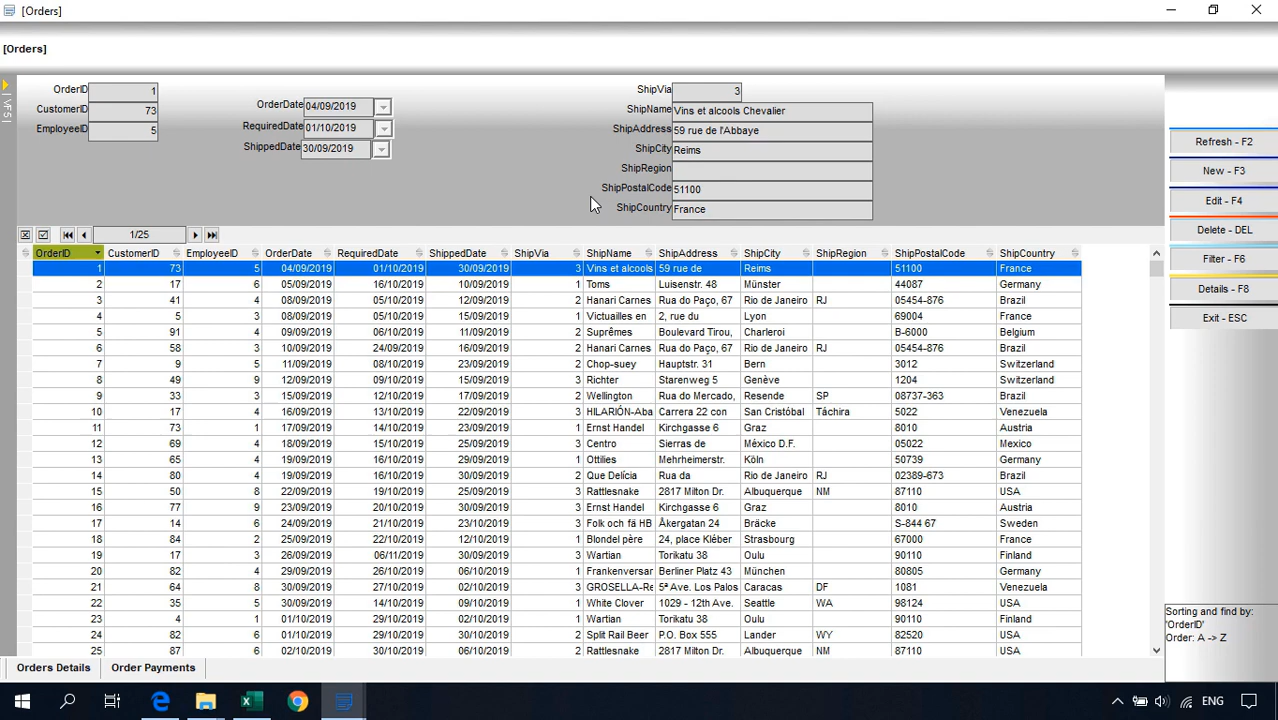 [Orders]
[Orders]
VFS
OrderID 1
CustomerID 73
EmployeeID 5
OrderDate 04/09/2019
RequiredDate 01/10/2019
ShippedDate 30/09/2019
ShipVia 3
ShipName Vins et alcools Chevalier
ShipAddress 59 rue de l'Abbaye
ShipCity Reims
ShipRegion
ShipPostalCode 51100
ShipCountry France
Refresh - F2
New - F3
Edit - F4
Delete - DEL
Filter - F6
Details - F8
Exit - ESC
1/25
OrderID CustomerID EmployeeID OrderDate RequiredDate ShippedDate ShipVia ShipName ShipAddress ShipCity ShipRegion ShipPostalCode ShipCountry
1 73 5 04/09/2019 01/10/2019 30/09/2019 3 Vins et alcools 59 rue de Reims 51100 France
2 17 6 05/09/2019 16/10/2019 10/09/2019 1 Toms Luisenstr. 48 Münster 44087 Germany
3 41 4 08/09/2019 05/10/2019 12/09/2019 2 Hanari Carnes Rua do Paço, 67 Rio de Janeiro RJ 05454-876 Brazil
4 5 3 08/09/2019 05/10/2019 15/09/2019 1 Victuailles en 2, rue du Lyon 69004 France
5 91 4 09/09/2019 06/10/2019 11/09/2019 2 Suprêmes Boulevard Tirou, Charleroi B-6000 Belgium
6 58 3 10/09/2019 24/09/2019 16/09/2019 2 Hanari Carnes Rua do Paço, 67 Rio de Janeiro RJ 05454-876 Brazil
7 9 5 11/09/2019 08/10/2019 23/09/2019 2 Chop-suey Hauptstr. 31 Bern 3012 Switzerland
8 49 9 12/09/2019 09/10/2019 15/09/2019 3 Richter Starenweg 5 Genève 1204 Switzerland
9 33 3 15/09/2019 12/10/2019 17/09/2019 2 Wellington Rua do Mercado, Resende SP 08737-363 Brazil
10 17 4 16/09/2019 13/10/2019 22/09/2019 3 HILARIÓN-Aba Carrera 22 con San Cristóbal Táchira 5022 Venezuela
11 73 1 17/09/2019 14/10/2019 23/09/2019 1 Ernst Handel Kirchgasse 6 Graz 8010 Austria
12 69 4 18/09/2019 15/10/2019 25/09/2019 3 Centro Sierras de México D.F. 05022 Mexico
13 65 4 19/09/2019 16/10/2019 29/09/2019 1 Ottilies Mehrheimerstr. Köln 50739 Germany
14 80 4 19/09/2019 16/10/2019 30/09/2019 2 Que Delícia Rua da Rio de Janeiro RJ 02389-673 Brazil
15 50 8 22/09/2019 19/10/2019 25/09/2019 3 Rattlesnake 2817 Milton Dr. Albuquerque NM 87110 USA
16 77 9 23/09/2019 20/10/2019 31/10/2019 3 Ernst Handel Kirchgasse 6 Graz 8010 Austria
17 14 6 24/09/2019 22/10/2019 23/10/2019 3 Folk och fä HB Åkergatan 24 Bräcke S-844 67 Sweden
18 84 2 25/09/2019 22/10/2019 12/10/2019 1 Blondel père 24, place Kléber Strasbourg 67000 France
19 17 3 26/09/2019 06/11/2019 30/09/2019 3 Wartian Torikatu 38 Oulu 90110 Finland
20 82 4 29/09/2019 26/10/2019 06/10/2019 1 Frankenversan Berliner Platz 43 München 80805 Germany
21 64 8 30/09/2019 27/10/2019 02/10/2019 3 GROSELLA-Re 5ª Ave. Los Palos Caracas DF 1081 Venezuela
22 35 5 30/09/2019 14/10/2019 09/10/2019 1 White Clover 1029 - 12th Ave. Seattle WA 98124 USA
23 4 1 01/10/2019 29/10/2019 03/10/2019 1 Wartian Torikatu 38 Oulu 90110 Finland
24 82 6 01/10/2019 29/10/2019 30/10/2019 2 Split Rail Beer P.O. Box 555 Lander WY 82520 USA
25 87 6 02/10/2019 30/10/2019 06/10/2019 2 Rattlesnake 2817 Milton Dr. Albuquerque NM 87110 USA
Sorting and find by:
'OrderID'
Order: A -> Z
Orders Details Order Payments
ENG